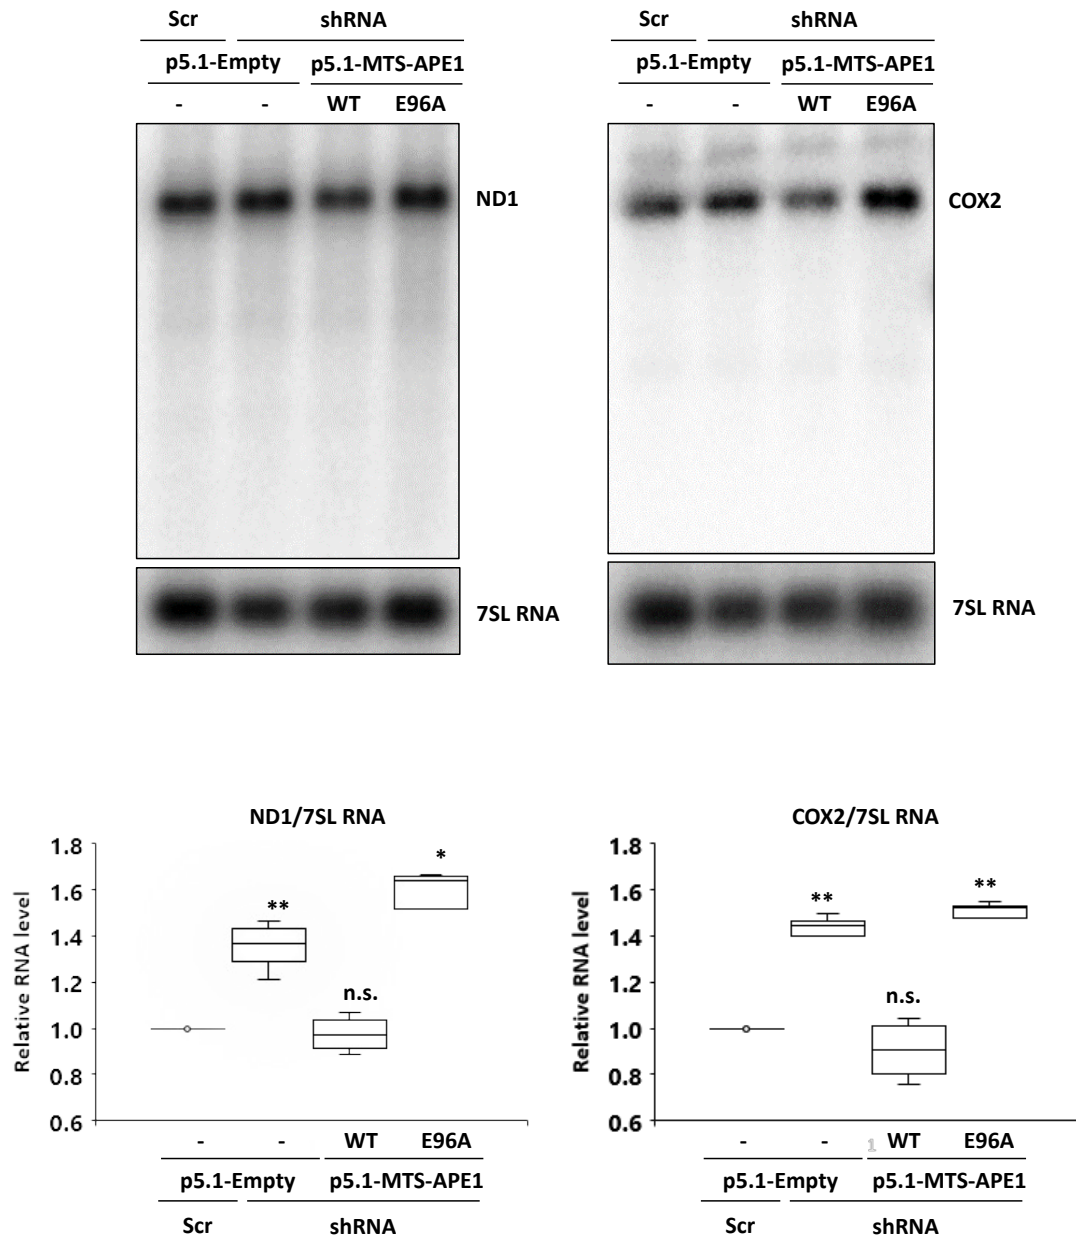 Scr shRNA
p5.1-Empty p5.1-MTS-APE1
- - WT E96A
ND1
7SL RNA
Scr shRNA
p5.1-Empty p5.1-MTS-APE1
- - WT E96A
COX2
7SL RNA
ND1/7SL RNA
Relative RNA level
1.8
1.6
1.4
1.2
1.0
0.8
0.6
**
n.s.
*
- - WT E96A
p5.1-Empty p5.1-MTS-APE1
Scr shRNA
COX2/7SL RNA
Relative RNA level
1.8
1.6
1.4
1.2
1.0
0.8
0.6
**
n.s.
**
- - 1 WT E96A
p5.1-Empty p5.1-MTS-APE1
Scr shRNA